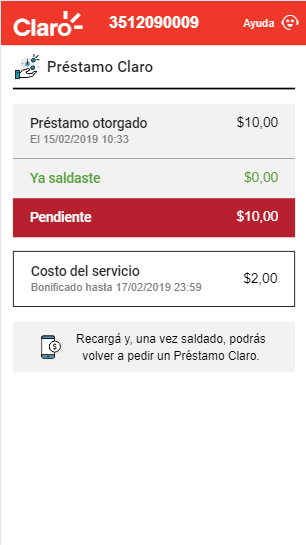 Claro 3512090009 Ayuda
Préstamo Claro
Préstamo otorgado $10,00
El 15/02/2019 10:33
Ya saldaste $0,00
Pendiente $10,00
Costo del servicio $2,00
Bonificado hasta 17/02/2019 23:59
Recargá y, una vez saldado, podrás
volver a pedir un Préstamo Claro.